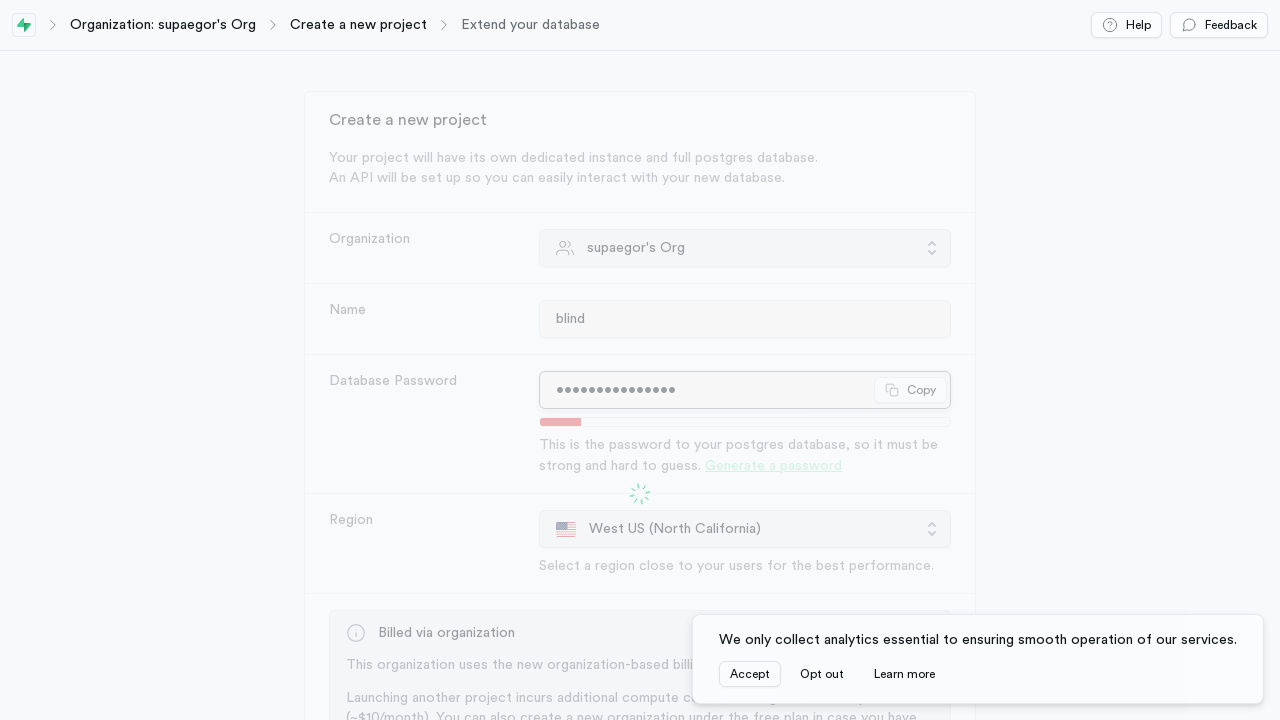 Organization: supaegor's Org
Create a new project
Extend your database
Help
Feedback
Create a new project
Your project will have its own dedicated instance and full postgres database.
An API will be set up so you can easily interact with your new database.
Organization
supaegor's Org
Name
blind
Database Password
•••••••••••••••
Copy
This is the password to your postgres database, so it must be
strong and hard to guess. Generate a password
Region
West US (North California)
Select a region close to your users for the best performance.
Billed via organization
This organization uses the new organization-based
Launching another project incurs additional compute
(~$10/month). You can also create a new organization under the free plan in case you have
We only collect analytics essential to ensuring smooth operation of our services.
Accept
Opt out
Learn more